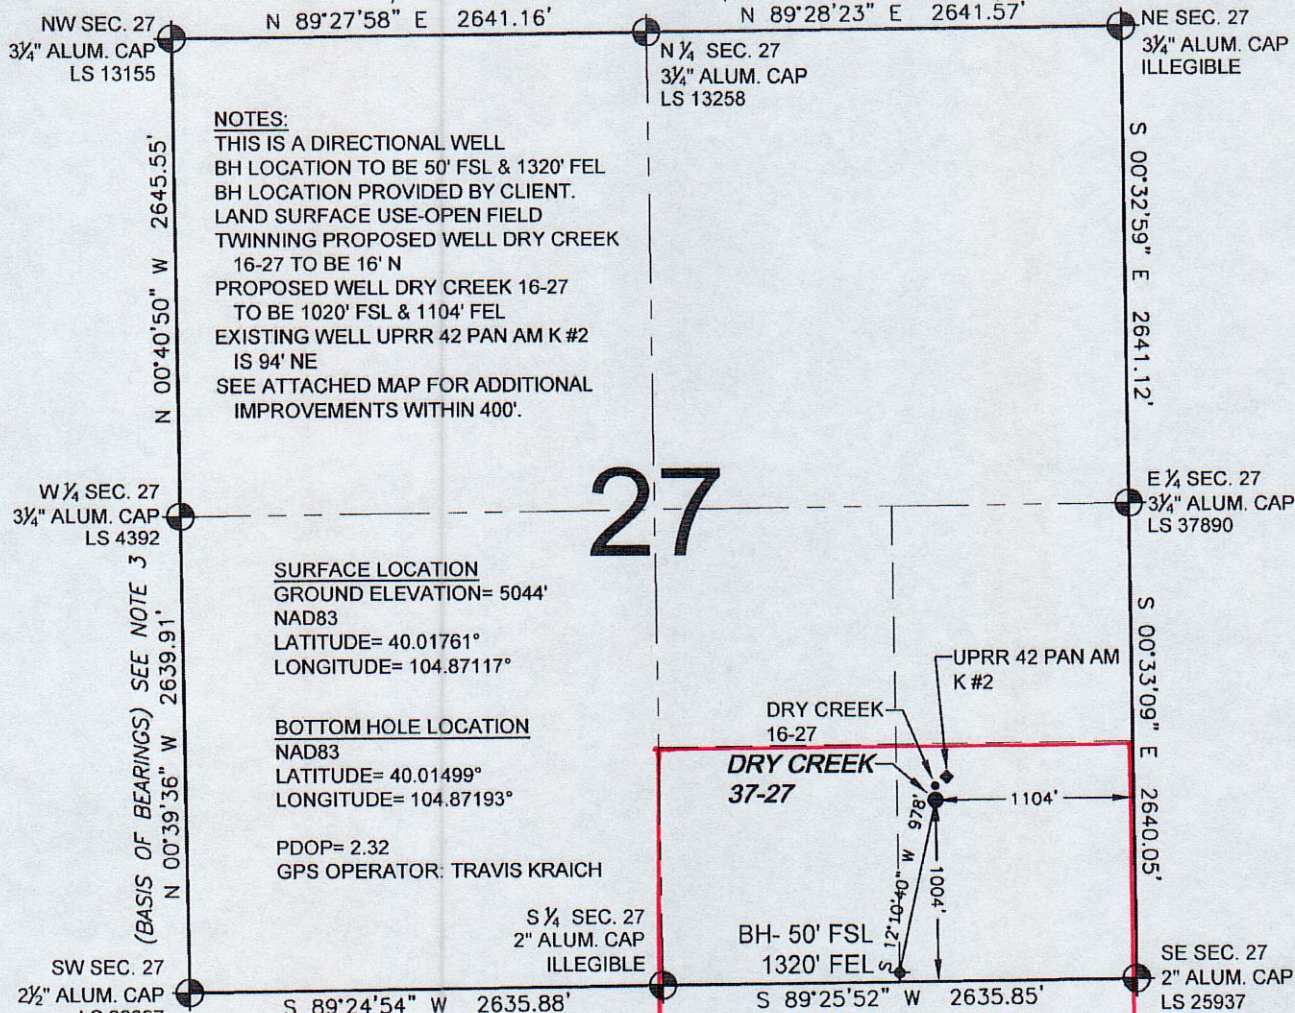 N 89°27'58" E 2641.16'
N 89°28'23" E 2641.57'
NW SEC. 27
3¼" ALUM. CAP
LS 13155
N ¼ SEC. 27
3¼" ALUM. CAP
LS 13258
NE SEC. 27
3¼" ALUM. CAP
ILLEGIBLE
NOTES:
THIS IS A DIRECTIONAL WELL
BH LOCATION TO BE 50' FSL & 1320' FEL
BH LOCATION PROVIDED BY CLIENT.
LAND SURFACE USE-OPEN FIELD
TWINNING PROPOSED WELL DRY CREEK
16-27 TO BE 16' N
PROPOSED WELL DRY CREEK 16-27
TO BE 1020' FSL & 1104' FEL
EXISTING WELL UPRR 42 PAN AM K #2
IS 94' NE
SEE ATTACHED MAP FOR ADDITIONAL
IMPROVEMENTS WITHIN 400'.
N 00°40'50" W 2645.55'
S 00°32'59" E 2641.12'
27
W ¼ SEC. 27
3¼" ALUM. CAP
LS 4392
E ¼ SEC. 27
3¼" ALUM. CAP
LS 37890
(BASIS OF BEARINGS) SEE NOTE 3
N 00°39'36" W 2639.91'
SURFACE LOCATION
GROUND ELEVATION= 5044'
NAD83
LATITUDE= 40.01761°
LONGITUDE= 104.87117°
BOTTOM HOLE LOCATION
NAD83
LATITUDE= 40.01499°
LONGITUDE= 104.87193°
PDOP= 2.32
GPS OPERATOR: TRAVIS KRAICH
UPRR 42 PAN AM
K #2
DRY CREEK
16-27
DRY CREEK
37-27
1104'
978'
S 12°10'40" W
1004'
S 00°33'09" E 2640.05'
BH- 50' FSL
1320' FEL
S ¼ SEC. 27
2" ALUM. CAP
ILLEGIBLE
SW SEC. 27
2½" ALUM. CAP
SE SEC. 27
2" ALUM. CAP
LS 25937
S 89°24'54" W 2635.88'
S 89°25'52" W 2635.85'